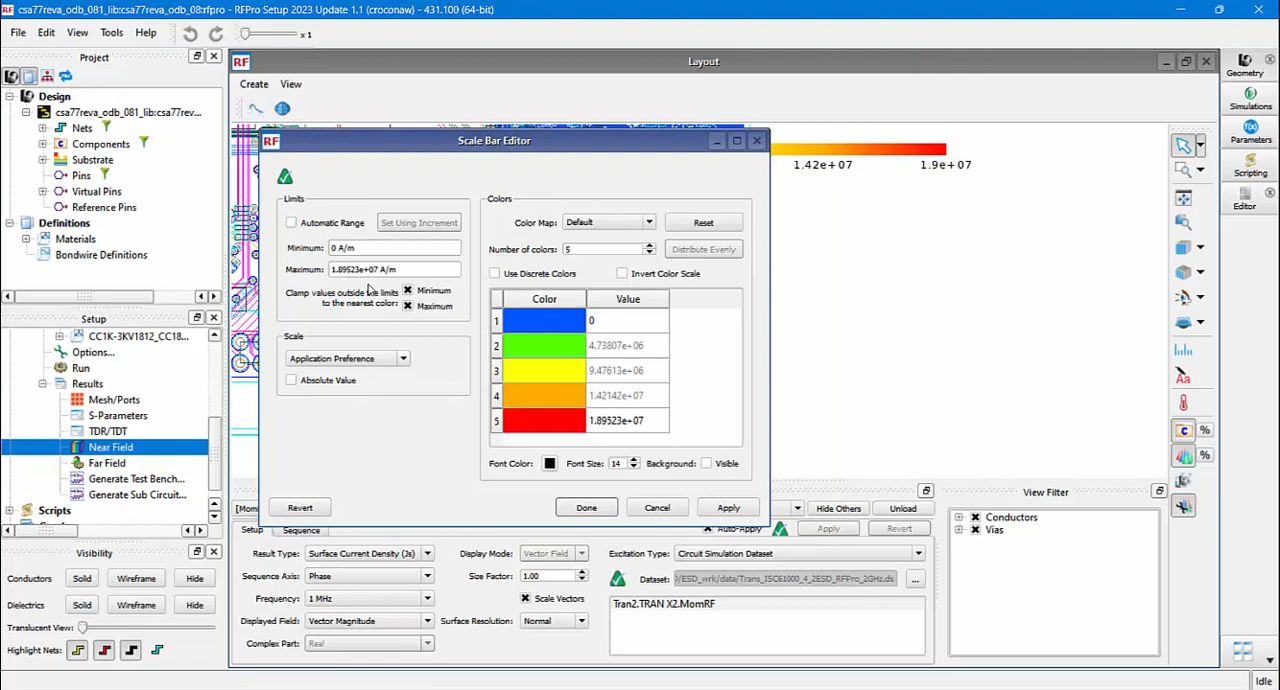 csa77reva_odb_081_lib:csa77reva_odb_08:rfpro - RFPro Setup 2023 Update 1.1 (croconaw) - 431.100 (64-bit)
File Edit View Tools Help
x 1
Project
Design
csa77reva_odb_081_lib:csa77rev...
Nets
Components
Substrate
Pins
Virtual Pins
Reference Pins
Definitions
Materials
Bondwire Definitions
Setup
CC1K-3KV1812_CC18...
Options...
Run
Results
Mesh/Ports
S-Parameters
TDR/TDT
Near Field
Far Field
Generate Test Bench...
Generate Sub Circuit...
Scripts
Visibility
Conductors Solid Wireframe Hide
Dielectrics Solid Wireframe Hide
Translucent View:
Highlight Nets:
RF Layout
Create View
1.42e+07 1.9e+07
RF Scale Bar Editor
Limits
Automatic Range Set Using Increment
Minimum: 0 A/m
Maximum: 1.89523e+07 A/m
Clamp values outside the limits
to the nearest color:
Minimum
Maximum
Scale
Application Preference
Absolute Value
Colors
Color Map: Default Reset
Number of colors: 5 Distribute Evenly
Use Discrete Colors Invert Color Scale
Color Value
1 0
2 4.73807e+06
3 9.47613e+06
4 1.42142e+07
5 1.89523e+07
Font Color: Font Size: 14 Background: Visible
Revert Done Cancel Apply
[Mom Hide Others Unload
Setup Sequence Auto-Apply Apply Revert
Result Type: Surface Current Density (Js) Display Mode: Vector Field Excitation Type: Circuit Simulation Dataset
Sequence Axis: Phase Size Factor: 1.00 Dataset: )/ESD_wrk/data/Trans_ISC61000_4_2ESD_RFPro_2GHz.ds ...
Frequency: 1 MHz Scale Vectors Tran2.TRAN X2.MomRF
Displayed Field: Vector Magnitude Surface Resolution: Normal
Complex Part: Real
View Filter
Conductors
Vias
Geometry
Simulations
Parameters
Scripting
Editor
Aa
C %
%
Idle